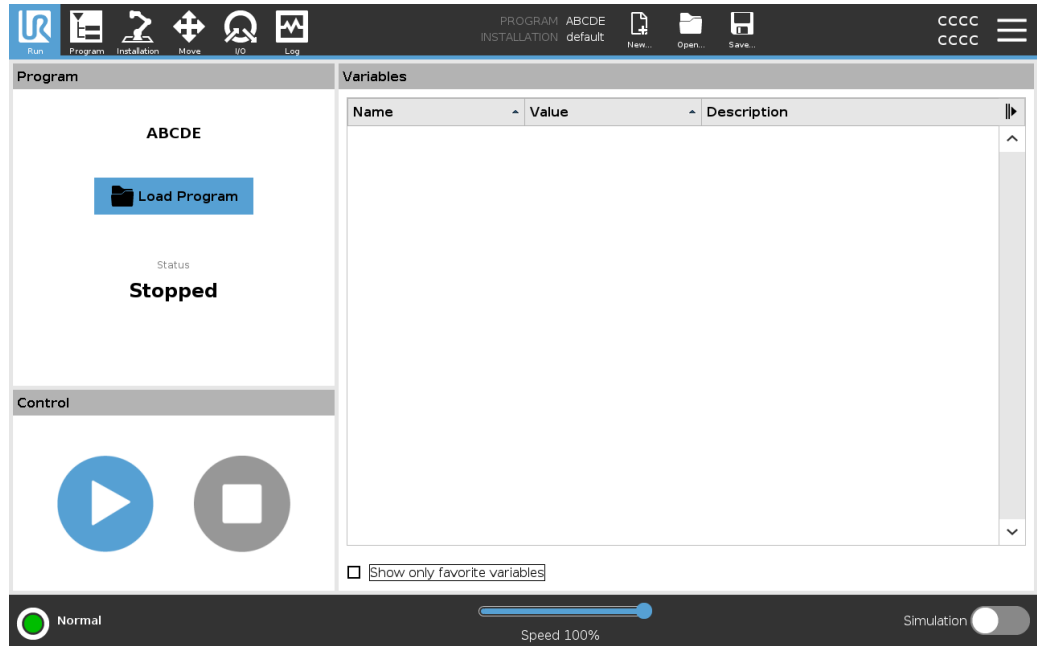 UR
Run
Program
Installation
Move
I/O
Log
PROGRAM ABCDE
INSTALLATION default
New...
Open...
Save...
CCCC
CCCC
Program
ABCDE
Load Program
Status
Stopped
Control
Variables
Name Value Description
Show only favorite variables
Normal
Speed 100%
Simulation